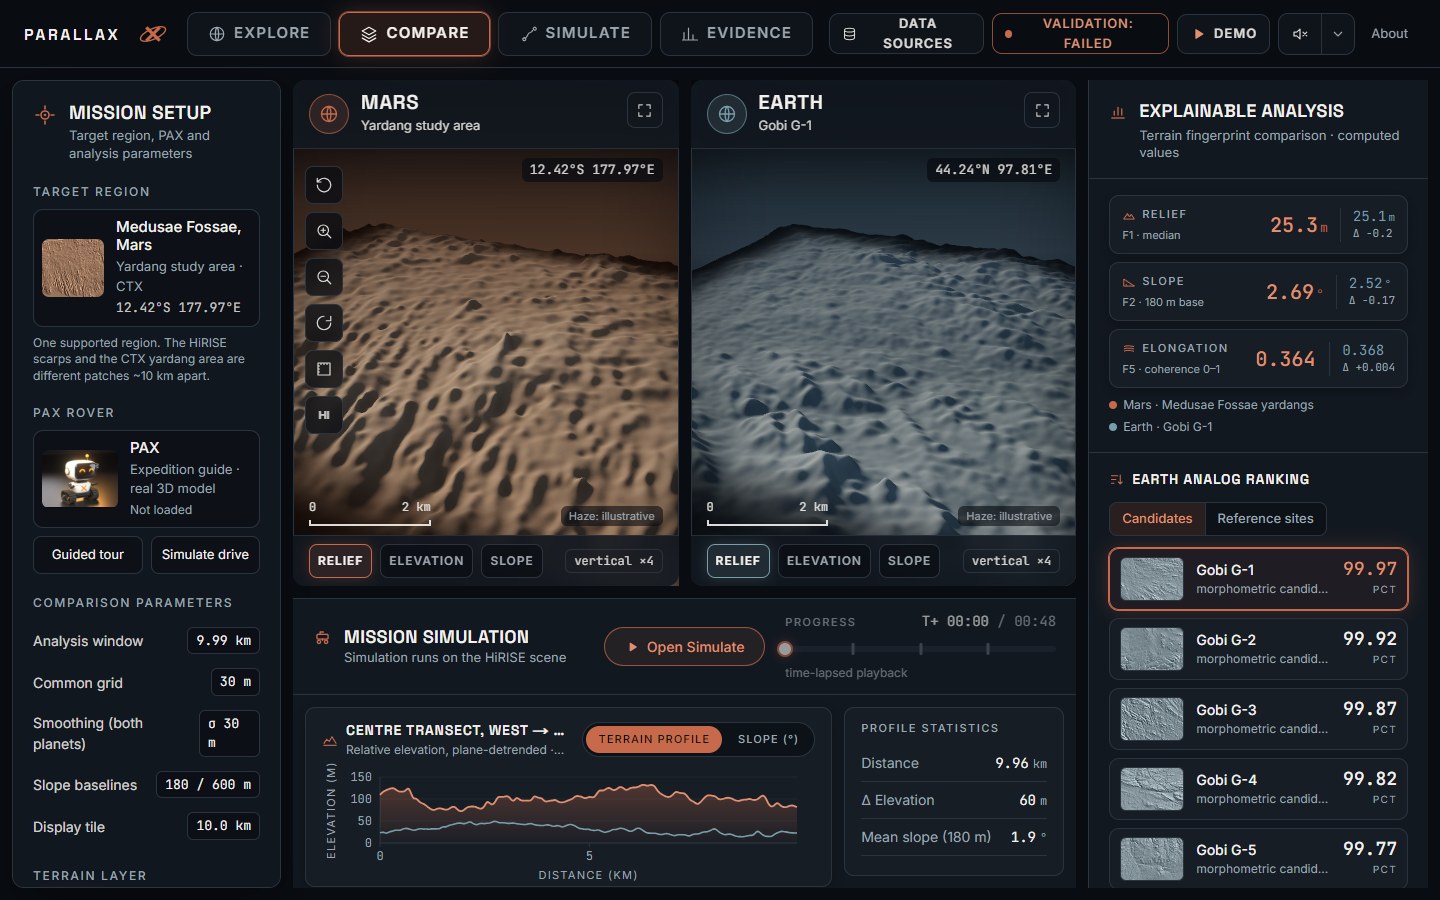 PARALLAX
EXPLORE
COMPARE
SIMULATE
EVIDENCE
DATA
SOURCES
VALIDATION:
FAILED
DEMO
About
MISSION SETUP
Target region, PAX and
analysis parameters
TARGET REGION
Medusae Fossae,
Mars
Yardang study area ·
CTX
12.42°S 177.97°E
One supported region. The HiRISE
scarps and the CTX yardang area are
different patches ~10 km apart.
PAX ROVER
PAX
Expedition guide ·
real 3D model
Not loaded
Guided tour
Simulate drive
COMPARISON PARAMETERS
Analysis window
9.99 km
Common grid
30 m
Smoothing (both
planets)
σ 30
m
Slope baselines
180 / 600 m
Display tile
10.0 km
TERRAIN LAYER
MARS
Yardang study area
12.42°S 177.97°E
HI
0
2 km
Haze: illustrative
RELIEF
ELEVATION
SLOPE
vertical ×4
EARTH
Gobi G-1
44.24°N 97.81°E
0
2 km
Haze: illustrative
RELIEF
ELEVATION
SLOPE
vertical ×4
MISSION SIMULATION
Simulation runs on the HiRISE scene
Open Simulate
PROGRESS
T+ 00:00 / 00:48
time-lapsed playback
CENTRE TRANSECT, WEST → …
Relative elevation, plane-detrended ·…
TERRAIN PROFILE
SLOPE (°)
ELEVATION (M)
150
100
50
0
0
5
DISTANCE (KM)
PROFILE STATISTICS
Distance
9.96 km
Δ Elevation
60 m
Mean slope (180 m)
1.9 °
EXPLAINABLE ANALYSIS
Terrain fingerprint comparison · computed
values
RELIEF
F1 · median
25.3 m
25.1 m
Δ -0.2
SLOPE
F2 · 180 m base
2.69 °
2.52 °
Δ -0.17
ELONGATION
F5 · coherence 0–1
0.364
0.368
Δ +0.004
Mars · Medusae Fossae yardangs
Earth · Gobi G-1
EARTH ANALOG RANKING
Candidates
Reference sites
Gobi G-1
morphometric candid…
99.97
PCT
Gobi G-2
morphometric candid…
99.92
PCT
Gobi G-3
morphometric candid…
99.87
PCT
Gobi G-4
morphometric candid…
99.82
PCT
Gobi G-5
morphometric candid…
99.77
PCT